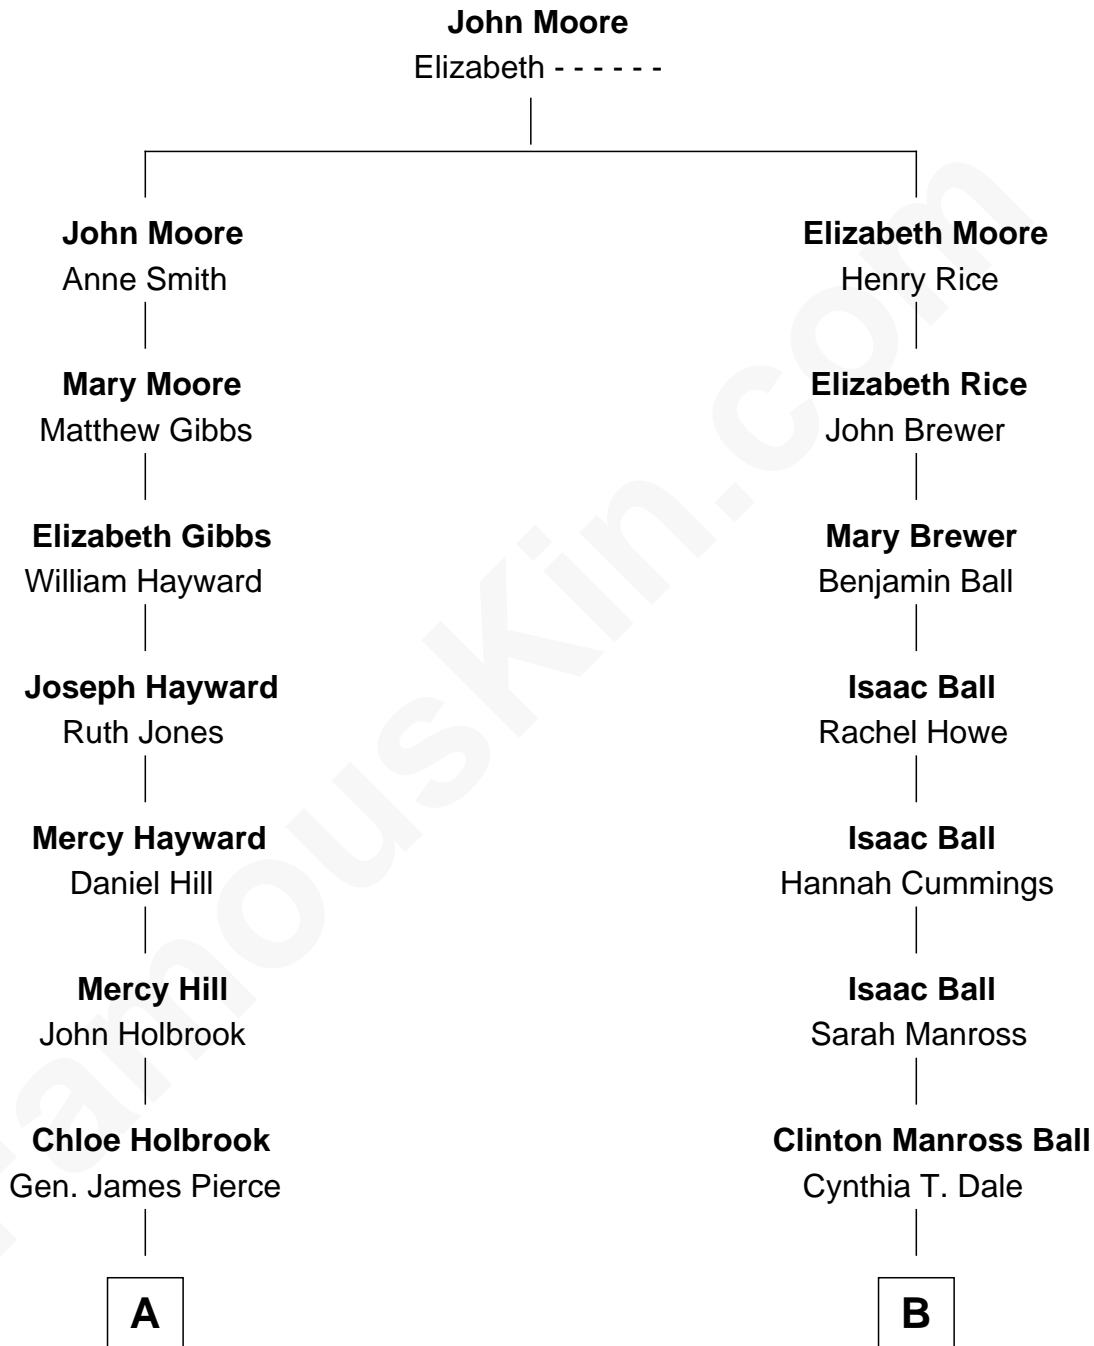 John Moore
Elizabeth - - - - - -
John Moore
Anne Smith
Elizabeth Moore
Henry Rice
Mary Moore
Matthew Gibbs
Elizabeth Rice
John Brewer
Elizabeth Gibbs
William Hayward
Mary Brewer
Benjamin Ball
Joseph Hayward
Ruth Jones
Isaac Ball
Rachel Howe
Mercy Hayward
Daniel Hill
Isaac Ball
Hannah Cummings
Mercy Hill
John Holbrook
Isaac Ball
Sarah Manross
Chloe Holbrook
Gen. James Pierce
Clinton Manross Ball
Cynthia T. Dale
A
B
FamousKin.com